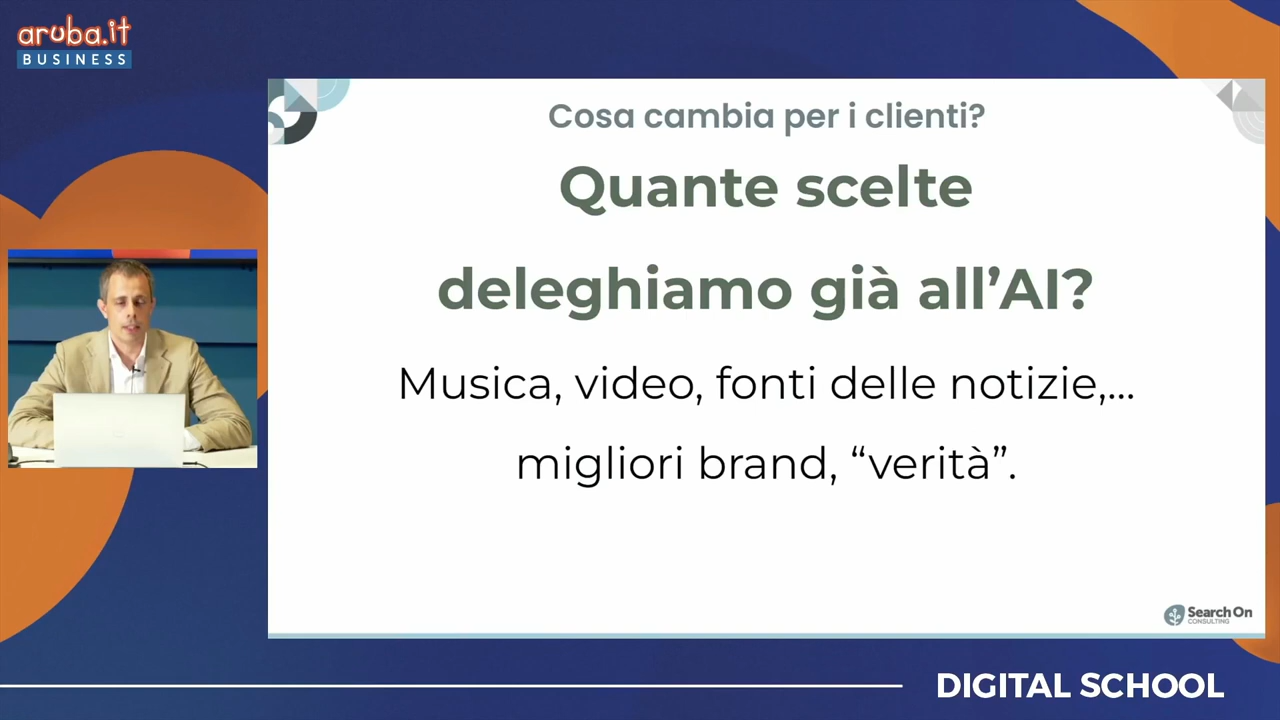 aruba.it
BUSINESS
Cosa cambia per i clienti?
Quante scelte
deleghiamo già all’AI?
Musica, video, fonti delle notizie,...
migliori brand, “verità”.
Search On
CONSULTING
DIGITAL SCHOOL